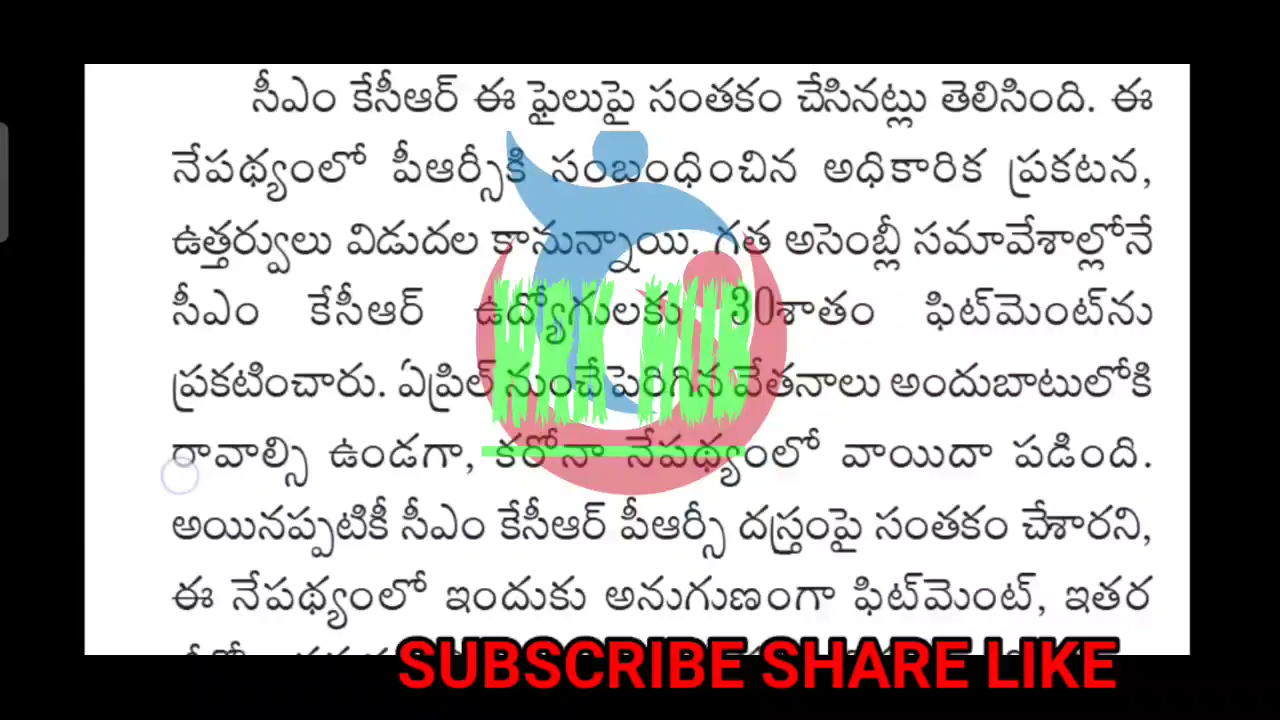 సీఎం కేసీఆర్ ఈ ఫైలుపై సంతకం చేసినట్లు తెలిసింది. ఈ
నేపథ్యంలో పీఆర్సీకి సంబంధించిన అధికారిక ప్రకటన,
ఉత్తర్వులు విడుదల కానున్నాయి. గత అసెంబ్లీ సమావేశాల్లోనే
సీఎం కేసీఆర్ ఉద్యోగులకు 30శాతం ఫిట్‌మెంట్‌ను
ప్రకటించారు. ఏప్రిల్ నుంచే పెరిగిన వేతనాలు అందుబాటులోకి
రావాల్సి ఉండగా, కరోనా నేపథ్యంలో వాయిదా పడింది.
అయినప్పటికీ సీఎం కేసీఆర్ పీఆర్సీ దస్త్రంపై సంతకం చేశారని,
ఈ నేపథ్యంలో ఇందుకు అనుగుణంగా ఫిట్‌మెంట్, ఇతర
SUBSCRIBE SHARE LIKE